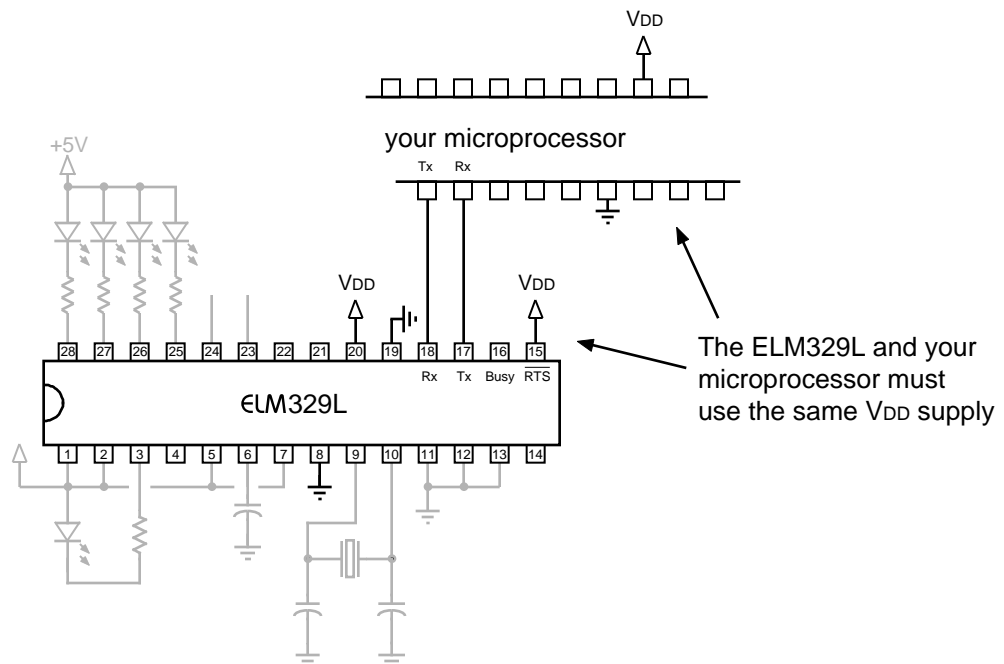 VDD
your microprocessor
Tx Rx
+5V
VDD
VDD
28 27 26 25 24 23 22 21 20 19 18 17 16 15
Rx Tx Busy RTS
ELM329L
1 2 3 4 5 6 7 8 9 10 11 12 13 14
The ELM329L and your
microprocessor must
use the same VDD supply